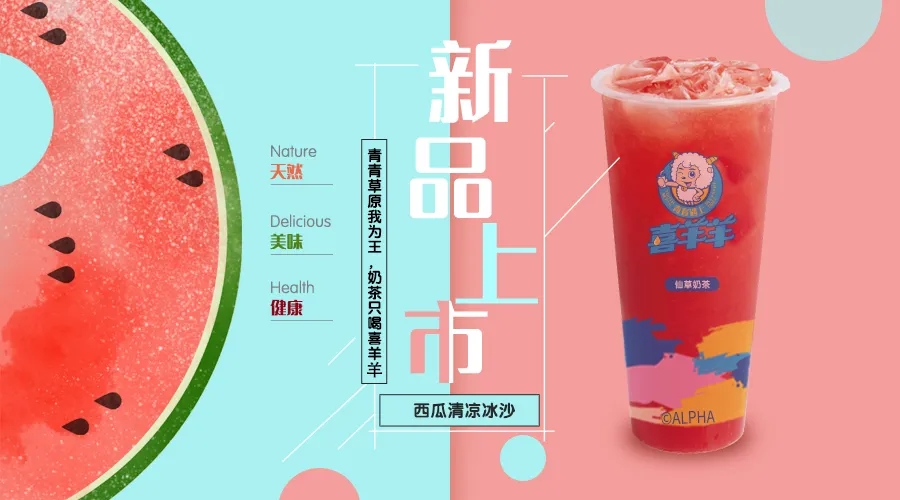 Nature
天然
Delicious
美味
Health
健康
青青草原我为王,奶茶只喝喜羊羊
新品上市
西瓜清凉冰沙
喜羊羊
仙草奶茶
©ALPHA